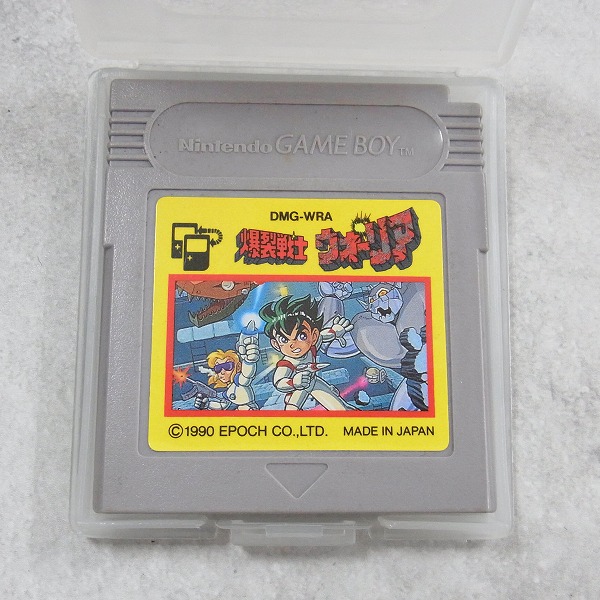 Nintendo GAME BOY™
DMG-WRA
爆裂戦士 ウォーリア
©1990 EPOCH CO.,LTD. MADE IN JAPAN